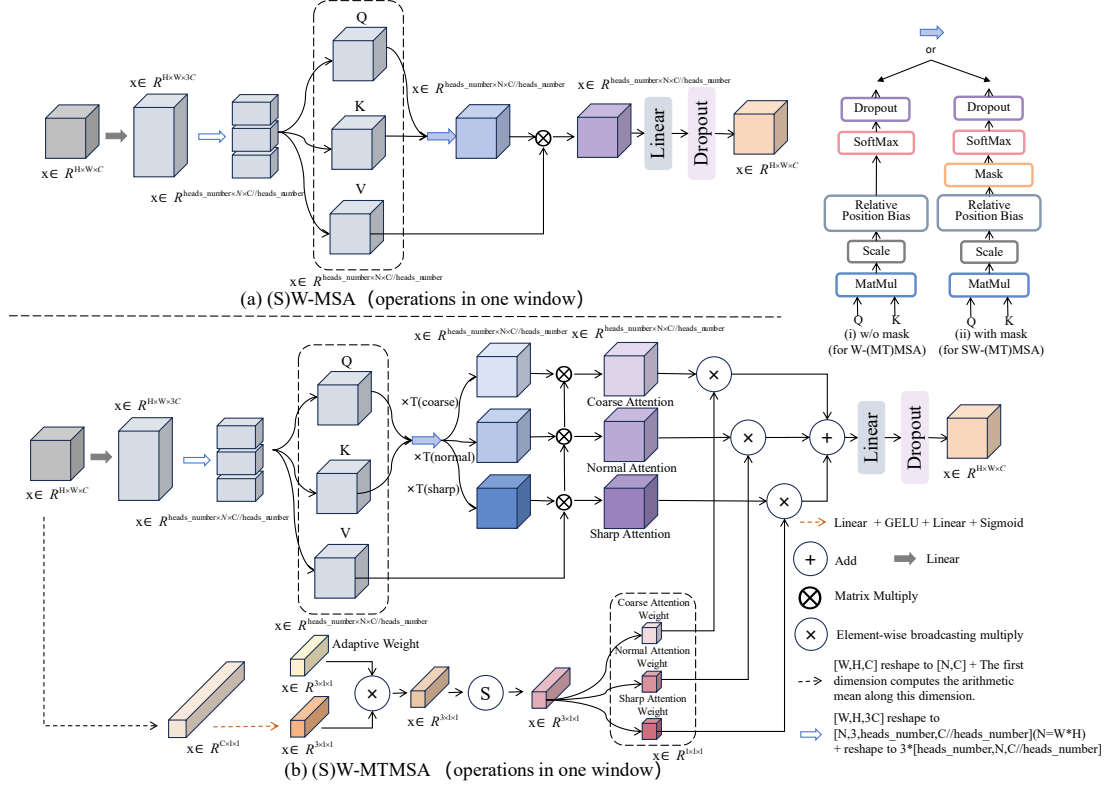 Q
x∈ R^{H×W×3C}
x∈ R^{heads_number×N×C//heads_number}
x∈ R^{heads_number×N×C//heads_number}
K
Linear
Dropout
x∈ R^{H×W×C}
x∈ R^{H×W×C}
x∈ R^{heads_number×N×C//heads_number}
V
x∈ R^{heads_number×N×C//heads_number}
(a) (S)W-MSA （operations in one window）
or
Dropout
SoftMax
Relative
Position Bias
Scale
MatMul
Q K
(i) w/o mask
(for W-(MT)MSA)
Dropout
SoftMax
Mask
Relative
Position Bias
Scale
MatMul
Q K
(ii) with mask
(for SW-(MT)MSA)
x∈ R^{heads_number×N×C//heads_number}
x∈ R^{heads_number×N×C//heads_number}
Q
x∈ R^{H×W×3C}
×T(coarse)
Coarse Attention
K
×T(normal)
Normal Attention
Linear
Dropout
x∈ R^{H×W×C}
x∈ R^{H×W×C}
×T(sharp)
x∈ R^{heads_number×N×C//heads_number}
Sharp Attention
V
x∈ R^{heads_number×N×C//heads_number}
Adaptive Weight
x∈ R^{3×1×1}
x∈ R^{C×1×1}
x∈ R^{3×1×1}
x∈ R^{3×1×1}
S
x∈ R^{3×1×1}
Coarse Attention
Weight
Normal Attention
Weight
Sharp Attention
Weight
x∈ R^{1×1×1}
(b) (S)W-MTMSA （operations in one window）
Linear + GELU + Linear + Sigmoid
Add
Linear
Matrix Multiply
Element-wise broadcasting multiply
[W,H,C] reshape to [N,C] + The first
dimension computes the arithmetic
mean along this dimension.
[W,H,3C] reshape to
[N,3,heads_number,C//heads_number](N=W*H)
+ reshape to 3*[heads_number,N,C//heads_number]